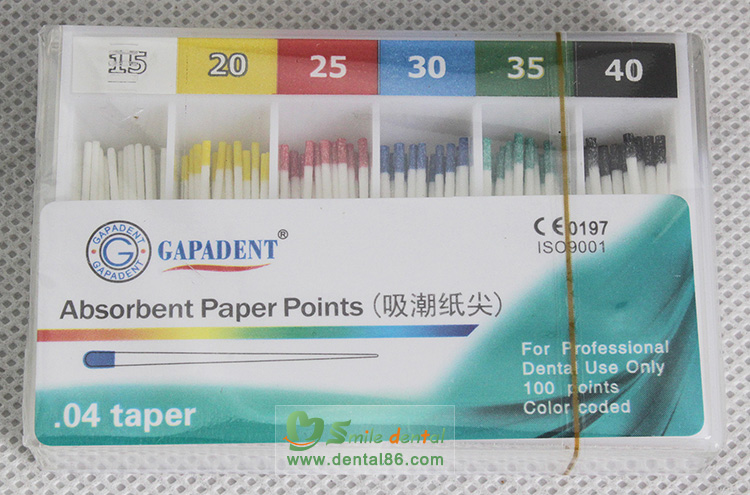 15 20 25 30 35 40
GAPADENT
G
GAPADENT
GAPADENT®
CE0197
ISO9001
Absorbent Paper Points (吸潮纸尖)
For Professional
Dental Use Only
100 points
Color coded
.04 taper
Smile dental
www.dental86.com